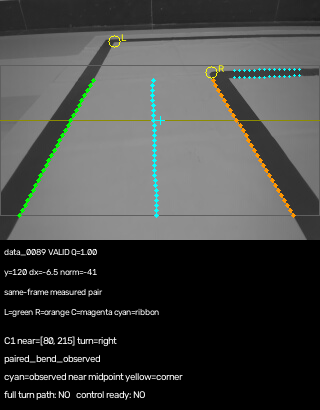 L
R
data_0089 VALID Q=1.00
y=120 dx=-6.5 norm=-41
same-frame measured pair
L=green R=orange C=magenta cyan=ribbon
C1 near=[80, 215] turn=right
paired_bend_observed
cyan=observed near midpoint yellow=corner
full turn path: NO control ready: NO